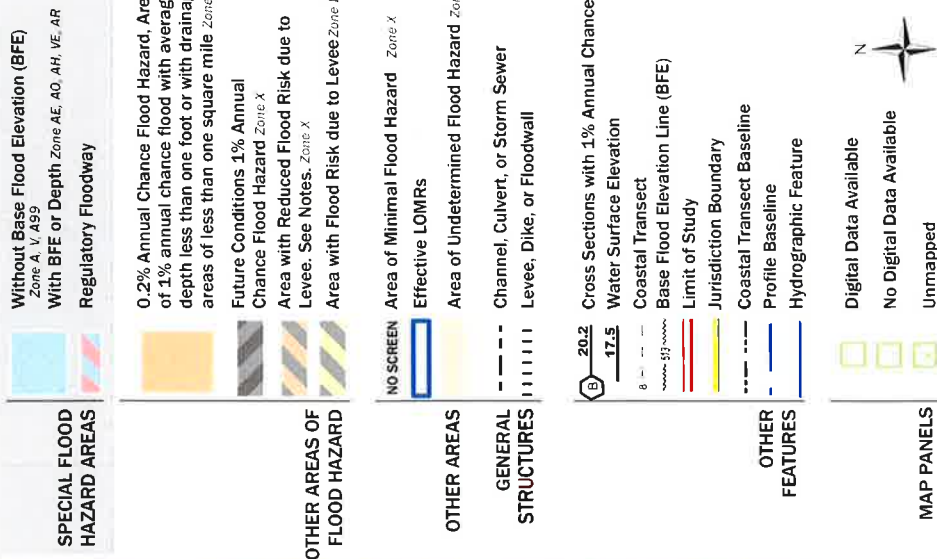 SPECIAL FLOOD
HAZARD AREAS
Without Base Flood Elevation (BFE)
Zone A, V, A99
With BFE or Depth Zone AE, AO, AH, VE, AR
Regulatory Floodway
OTHER AREAS OF
FLOOD HAZARD
0.2% Annual Chance Flood Hazard, Are
of 1% annual chance flood with averag
depth less than one foot or with draina
areas of less than one square mile Zone
Future Conditions 1% Annual
Chance Flood Hazard Zone X
Area with Reduced Flood Risk due to
Levee. See Notes. Zone X
Area with Flood Risk due to Levee Zone
OTHER AREAS
NO SCREEN Area of Minimal Flood Hazard Zone X
Effective LOMRs
Area of Undetermined Flood Hazard Zon
GENERAL
STRUCTURES
Channel, Culvert, or Storm Sewer
Levee, Dike, or Floodwall
OTHER
FEATURES
B 20.2 Cross Sections with 1% Annual Chance
17.5 Water Surface Elevation
8 Coastal Transect
513 Base Flood Elevation Line (BFE)
Limit of Study
Jurisdiction Boundary
Coastal Transect Baseline
Profile Baseline
Hydrographic Feature
MAP PANELS
Digital Data Available
No Digital Data Available
Unmapped
N